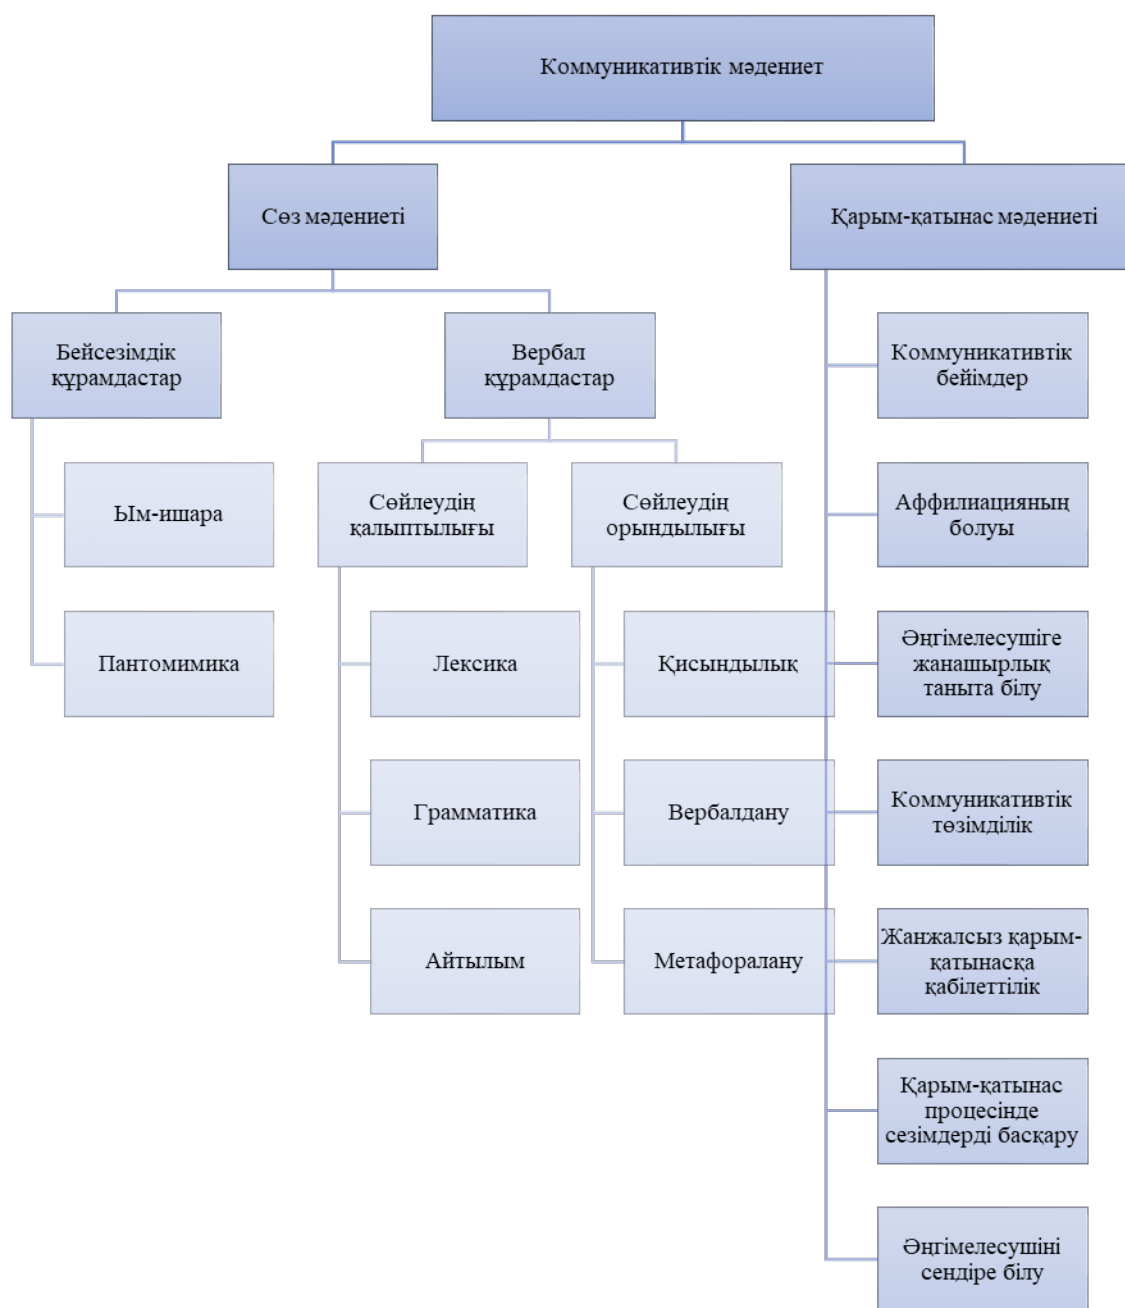 Коммуникативтік мәдениет
Сөз мәдениеті
Қарым-қатынас мәдениеті
Бейсезімдік
құрамдастар
Вербал
құрамдастар
Ым-ишара
Пантомимика
Сөйлеудің
қалыптылығы
Сөйлеудің
орындылығы
Лексика
Грамматика
Айтылым
Қисындылық
Вербалдану
Метафоралану
Коммуникативтік
бейімдер
Аффилиацияның
болуы
Әңгімелесушіге
жанашырлық
таныта білу
Коммуникативтік
төзімділік
Жанжалсыз қарым-
қатынасқа
қабілеттілік
Қарым-қатынас
процесінде
сезімдерді басқару
Әңгімелесушіні
сендіре білу